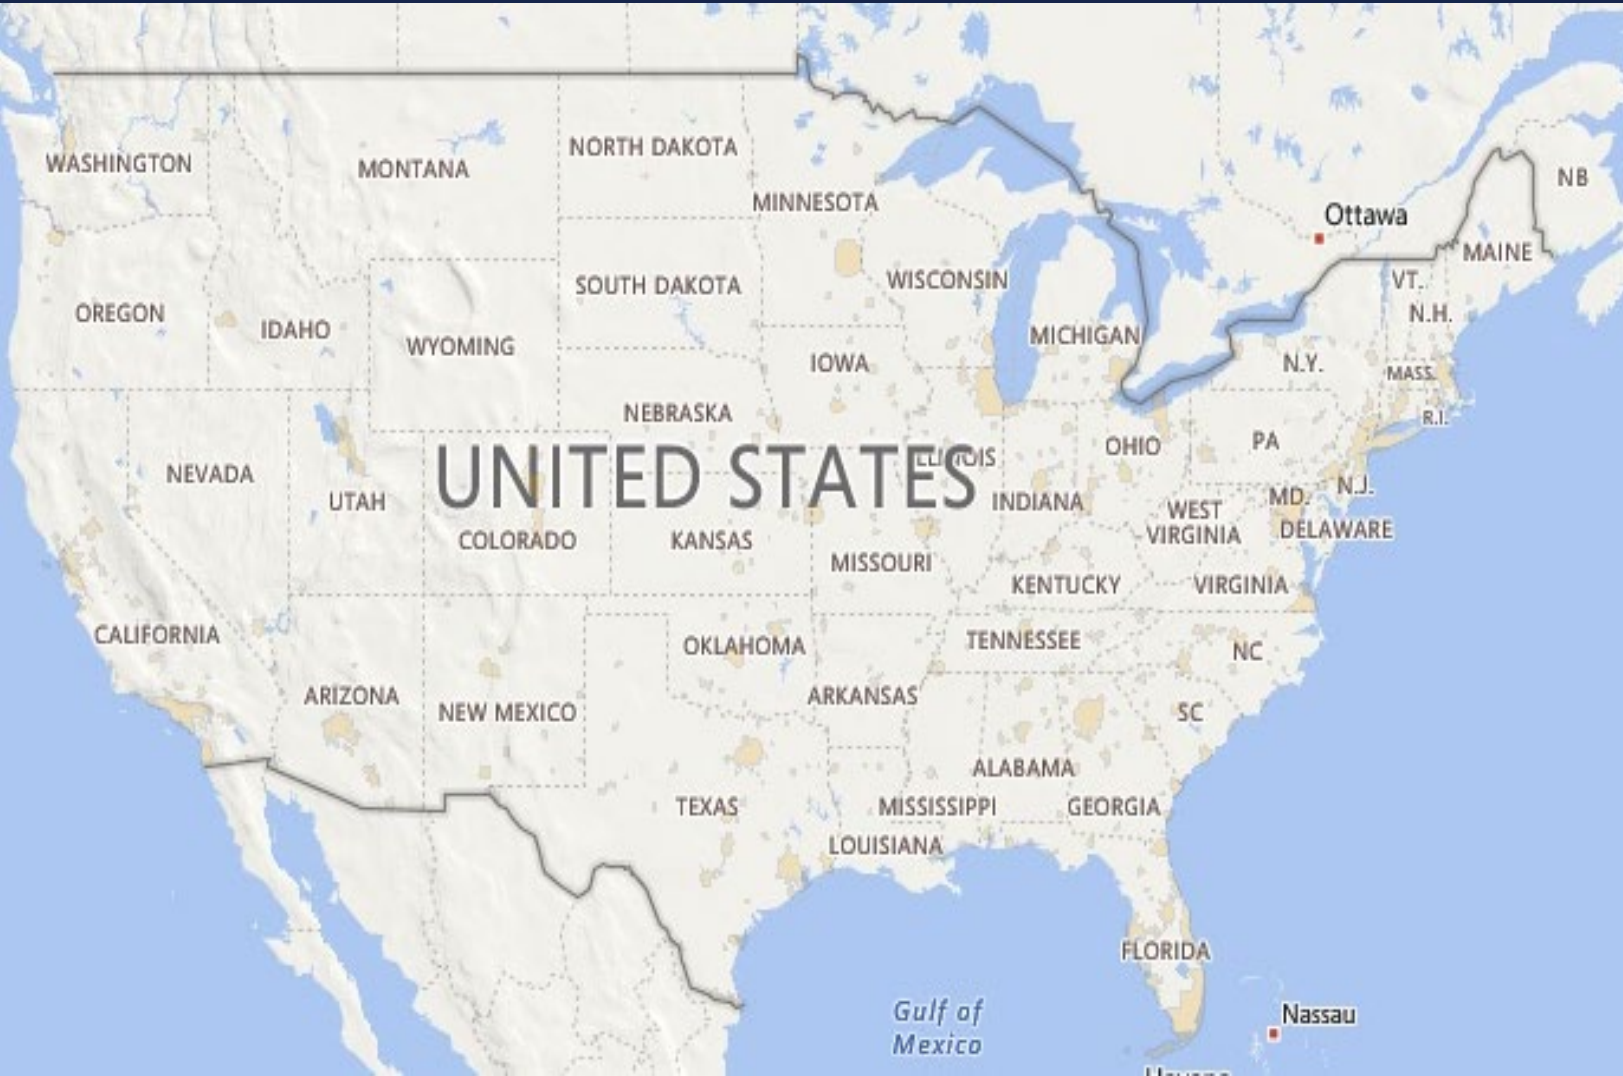 WASHINGTON
MONTANA
NORTH DAKOTA
MINNESOTA
NB
Ottawa
MAINE
VT.
N.H.
OREGON
IDAHO
WYOMING
SOUTH DAKOTA
WISCONSIN
MICHIGAN
IOWA
N.Y.
MASS.
R.I.
NEBRASKA
OHIO
PA
UNITED STATES
ILLINOIS
NEVADA
UTAH
COLORADO
KANSAS
MISSOURI
INDIANA
WEST
VIRGINIA
MD.
N.J.
DELAWARE
KENTUCKY
VIRGINIA
CALIFORNIA
OKLAHOMA
TENNESSEE
NC
ARIZONA
NEW MEXICO
ARKANSAS
SC
TEXAS
ALABAMA
MISSISSIPPI
GEORGIA
LOUISIANA
FLORIDA
Gulf of
Mexico
Nassau